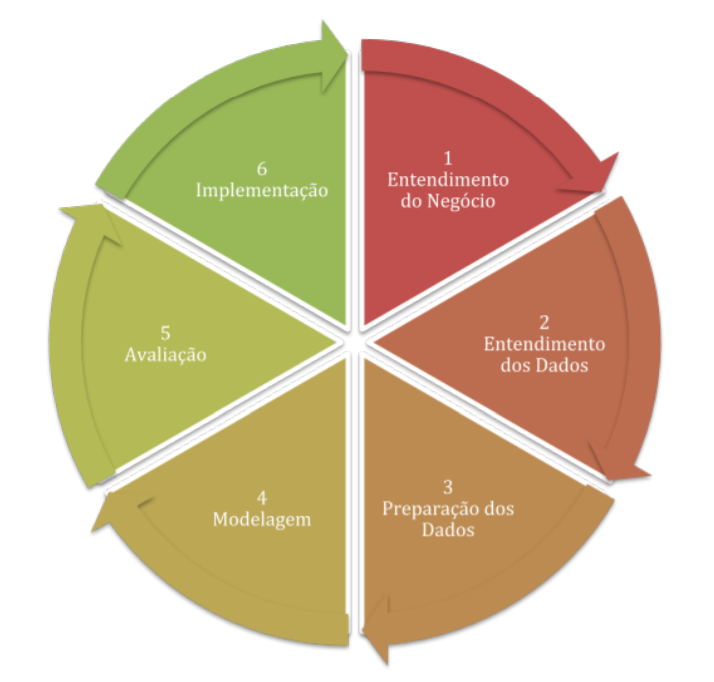 1
Entendimento
do Negócio
2
Entendimento
dos Dados
3
Preparação dos
Dados
4
Modelagem
5
Avaliação
6
Implementação